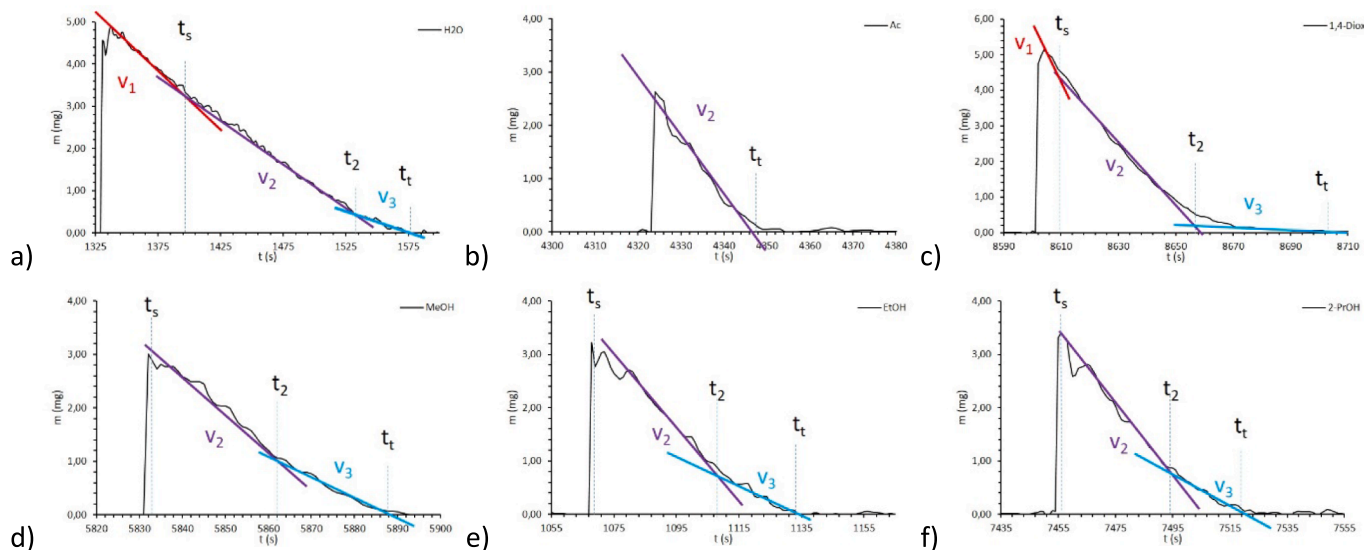 5,00
4,00
3,00
2,00
1,00
0,00
m (mg)
t_s
v_1
v_2
t_2
v_3
t_t
H2O
1325 1375 1425 1475 1525 1575
t (s)
a)
4,00
3,00
2,00
1,00
0,00
m (mg)
v_2
t_t
Ac
4300 4310 4320 4330 4340 4350 4360 4370 4380
t (s)
b)
6,00
5,00
4,00
3,00
2,00
1,00
0,00
m (mg)
v_1
t_s
v_2
t_2
v_3
t_t
1,4-Diox
8590 8610 8630 8650 8670 8690 8710
t (s)
c)
4,00
3,00
2,00
1,00
0,00
m (mg)
t_s
v_2
t_2
v_3
t_t
MeOH
5820 5830 5840 5850 5860 5870 5880 5890 5900
t (s)
d)
4,00
3,00
2,00
1,00
0,00
m (mg)
t_s
v_2
t_2
v_3
t_t
EtOH
1055 1075 1095 1115 1135 1155
t (s)
e)
4,00
3,00
2,00
1,00
0,00
m (mg)
t_s
v_2
t_2
v_3
t_t
2-PrOH
7435 7455 7475 7495 7515 7535 7555
t (s)
f)